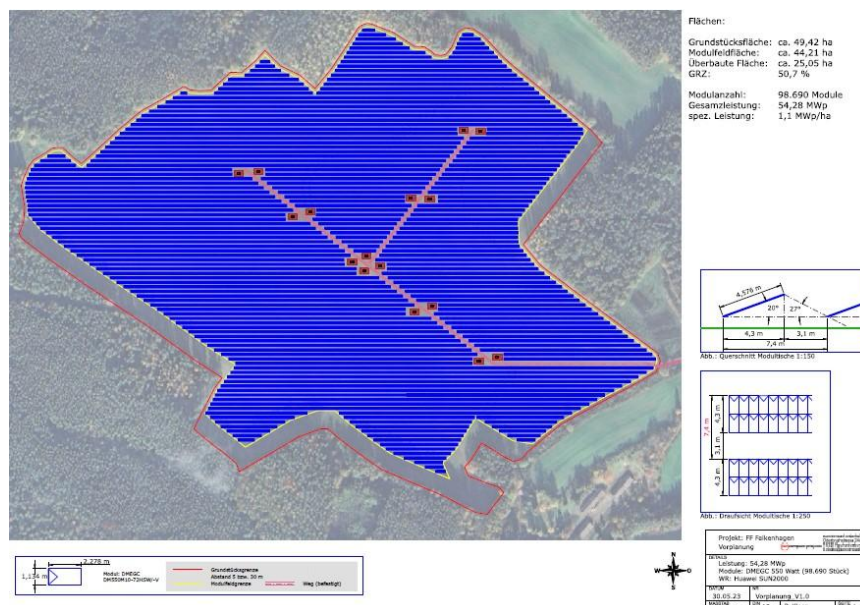 Flächen:
Grundstücksfläche: ca. 49,42 ha
Modulfeldfläche: ca. 44,21 ha
Überbaute Fläche: ca. 25,05 ha
GRZ: 50,7 %
Modulanzahl: 98.690 Module
Gesamzleistung: 54,28 MWp
spez. Leistung: 1,1 MWp/ha
4,576 m
20°
27°
4,3 m
3,1 m
7,4 m
Abb.: Querschnitt Modultische 1:150
4,3 m
7,4 m
3,1 m
4,3 m
Abb.: Draufsicht Modultische 1:250
2,278 m
1,134 m
Modul: DMEGC
Grundstücksgrenze
Abstand 5 bzw. 20 m
Modulfeldgrenze
Weg (befestigt)
N
W
O
S
Projekt: FF Falkenhagen
Vorplanung
DETAILS
Leistung: 54,28 MWp
Module: DMEGC 550 Watt (98.690 Stück)
WR: Huawei SUN2000
DATUM
30.05.23
Vorplanung_V1.0